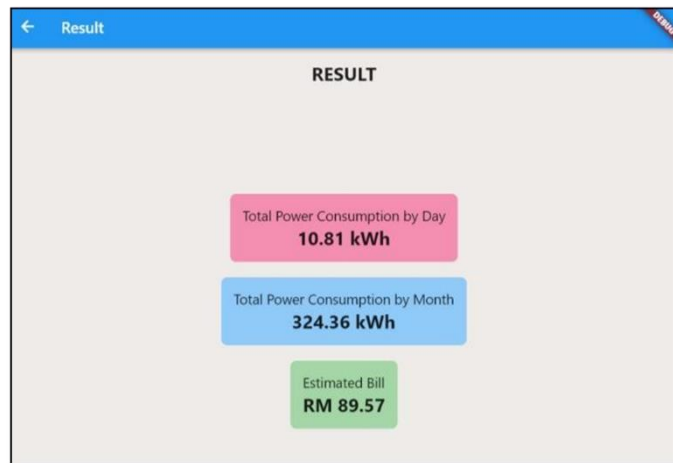 Result
DEBUG
RESULT
Total Power Consumption by Day
10.81 kWh
Total Power Consumption by Month
324.36 kWh
Estimated Bill
RM 89.57